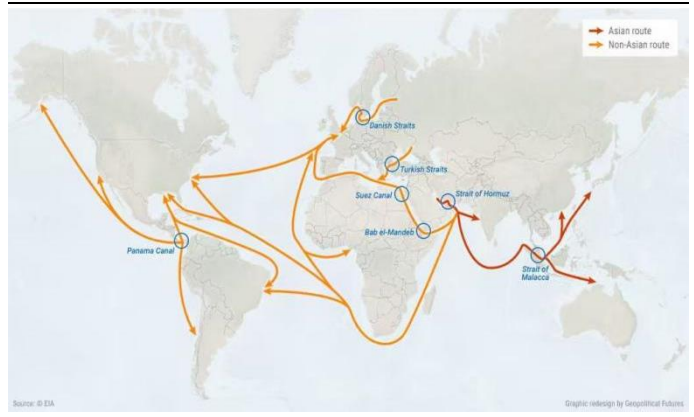 Asian route
Non-Asian route
Danish Straits
Turkish Straits
Suez Canal
Strait of Hormuz
Bab el-Mandeb
Panama Canal
Strait of
Malacca
Source: © EIA
Graphic redesign by Geopolitical Futures